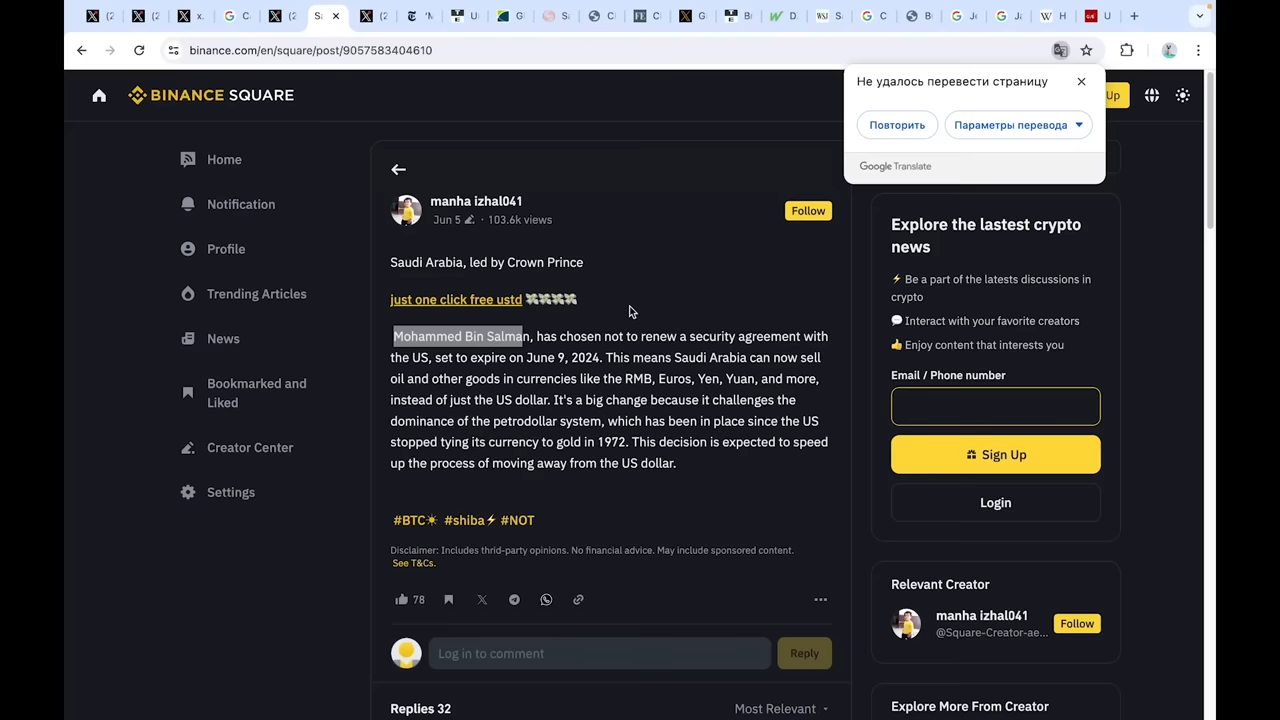 binance.com/en/square/post/9057583404610
Не удалось перевести страницу
Повторить
Параметры перевода
Google Translate
BINANCE SQUARE
Up
Home
Notification
Profile
Trending Articles
News
Bookmarked and
Liked
Creator Center
Settings
manha izhal041
Jun 5 · 103.6k views
Follow
Saudi Arabia, led by Crown Prince
just one click free ustd
Mohammed Bin Salman, has chosen not to renew a security agreement with
the US, set to expire on June 9, 2024. This means Saudi Arabia can now sell
oil and other goods in currencies like the RMB, Euros, Yen, Yuan, and more,
instead of just the US dollar. It's a big change because it challenges the
dominance of the petrodollar system, which has been in place since the US
stopped tying its currency to gold in 1972. This decision is expected to speed
up the process of moving away from the US dollar.
#BTC☀ #shiba⚡ #NOT
Disclaimer: Includes thrid-party opinions. No financial advice. May include sponsored content.
See T&Cs.
78
Log in to comment
Reply
Replies 32
Most Relevant
Explore the lastest crypto
news
⚡ Be a part of the latests discussions in
crypto
💬 Interact with your favorite creators
👍 Enjoy content that interests you
Email / Phone number
Sign Up
Login
Relevant Creator
manha izhal041
@Square-Creator-ae...
Follow
Explore More From Creator